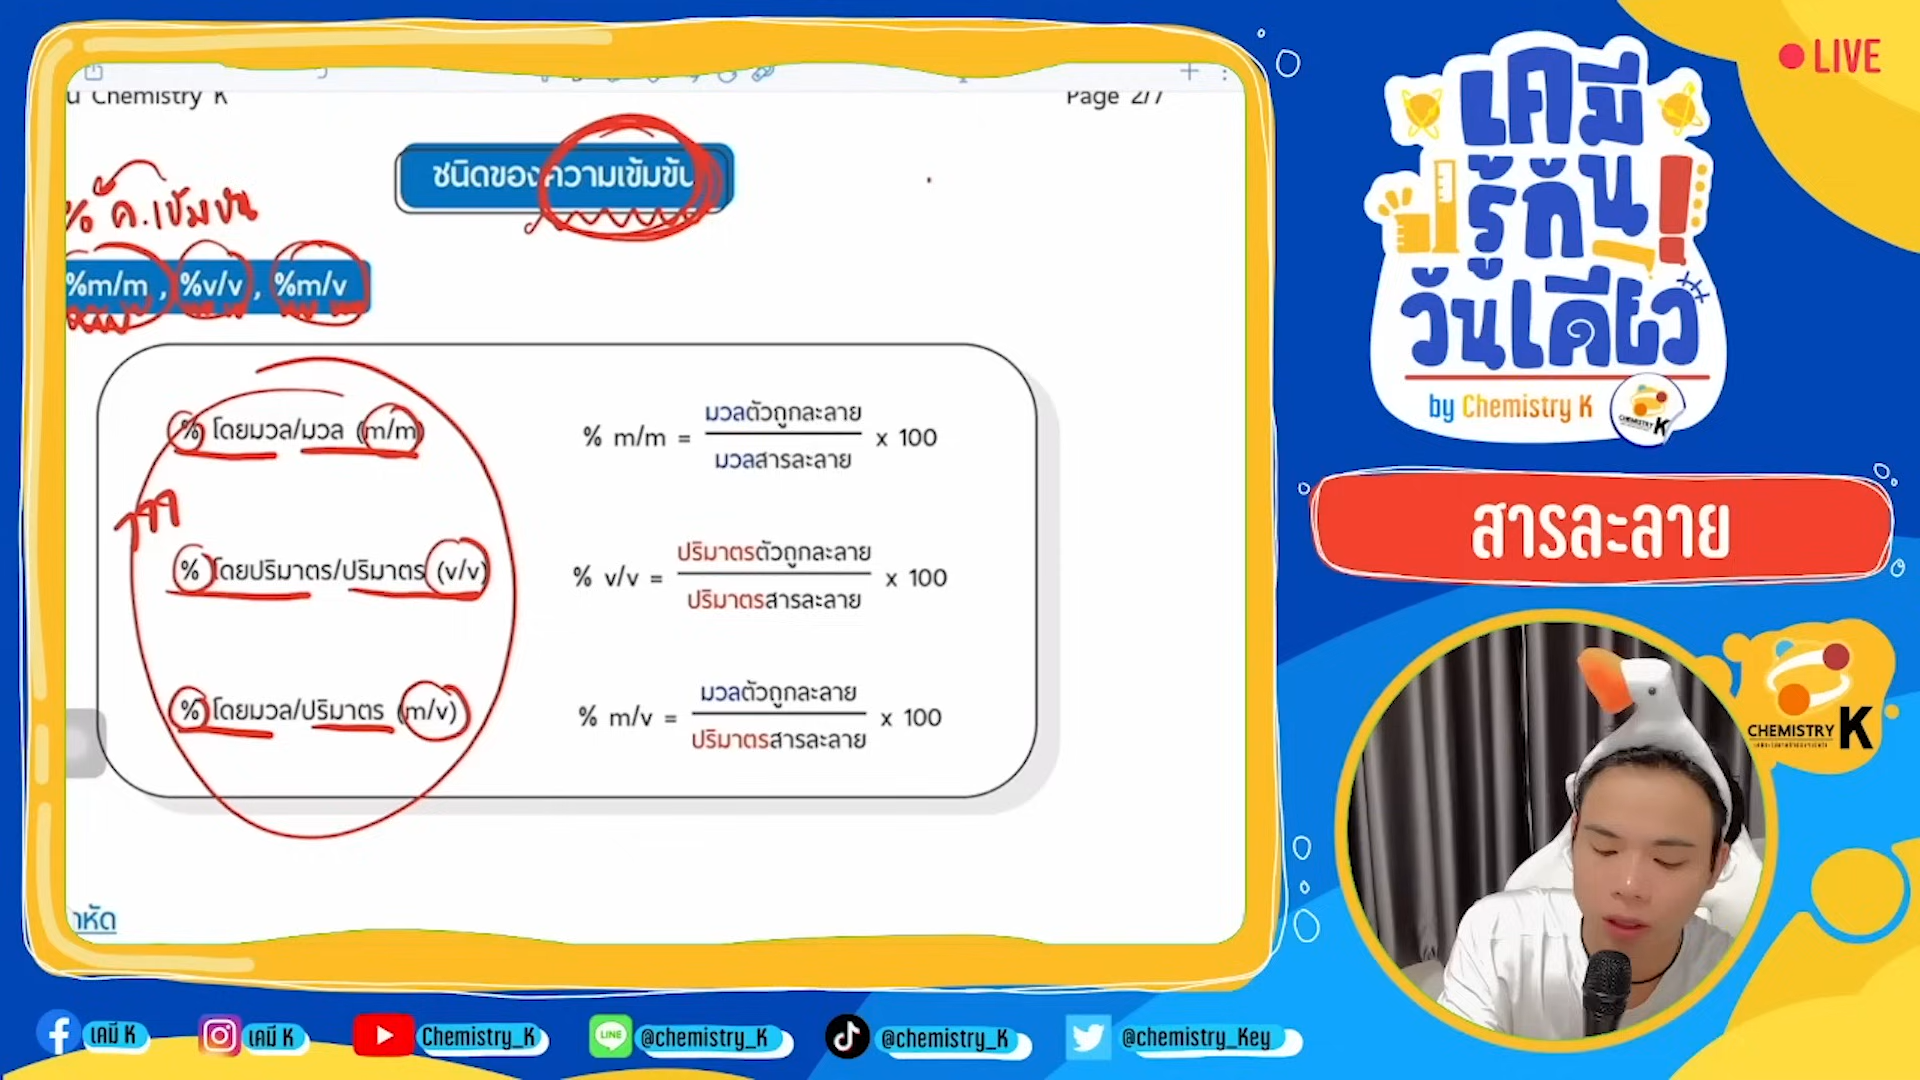 Chemistry K
Page 2/7
ชนิดของความเข้มข้น
% ค.เข้มข้น
%m/m , %v/v , %m/v
% โดยมวล/มวล (m/m)
% m/m = มวลตัวถูกละลาย
มวลสารละลาย
x 100
% โดยปริมาตร/ปริมาตร (v/v)
% v/v = ปริมาตรตัวถูกละลาย
ปริมาตรสารละลาย
x 100
% โดยมวล/ปริมาตร (m/v)
% m/v = มวลตัวถูกละลาย
ปริมาตรสารละลาย
x 100
LIVE
เคมี
รู้กัน!
วันเดียว
by Chemistry K
CHEMISTRY K
สารละลาย
CHEMISTRY K
เคมี K
เคมี K
Chemistry_K
LINE
@chemistry_K
@chemistry_K
@chemistry_Key